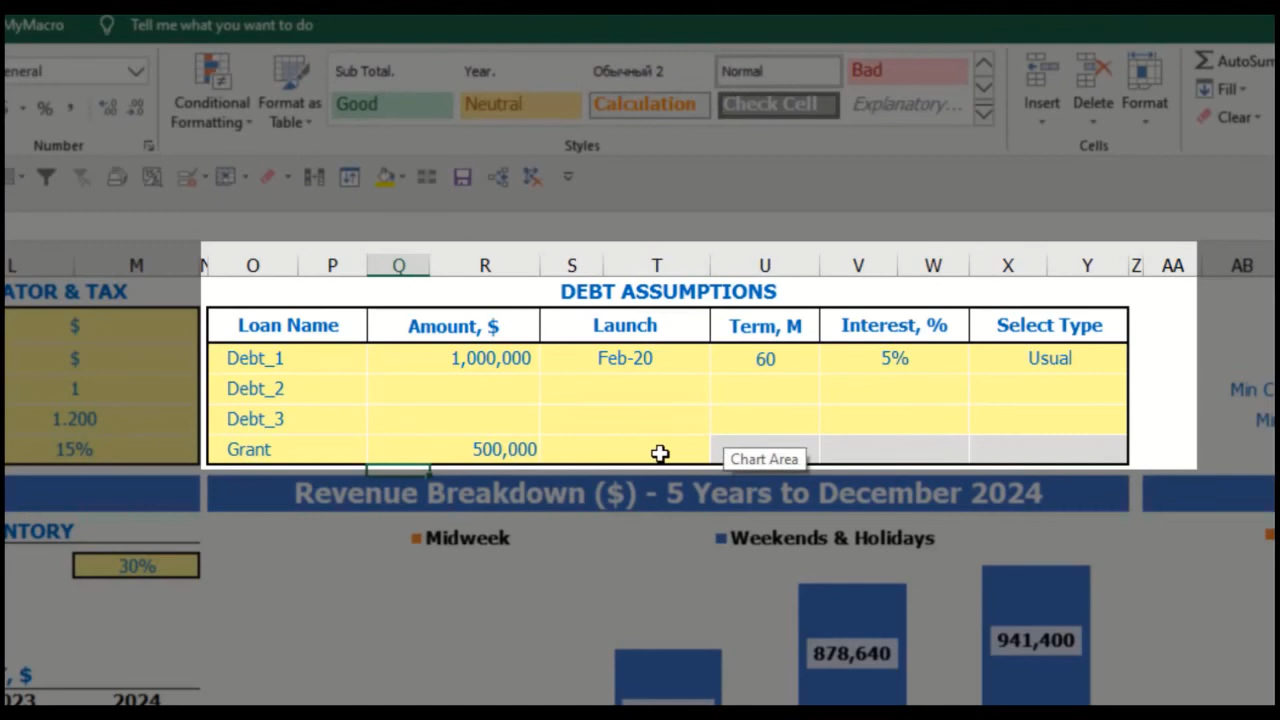 MyMacro Tell me what you want to do
Sub Total. Year. Обычный 2 Normal Bad AutoSum
% Conditional Formatting Format as Table Good Neutral Calculation Check Cell Explanatory... Insert Delete Format Fill
Clear
Number Styles Cells
L M N O P Q R S T U V W X Y Z AA AB
ATOR & TAX DEBT ASSUMPTIONS
$ Loan Name Amount, $ Launch Term, M Interest, % Select Type
$ Debt_1 1,000,000 Feb-20 60 5% Usual
1 Debt_2 Min C
1.200 Debt_3
15% Grant 500,000
Chart Area
Revenue Breakdown ($) - 5 Years to December 2024
NTORY Midweek Weekends & Holidays
30%
878,640 941,400
, $
2024